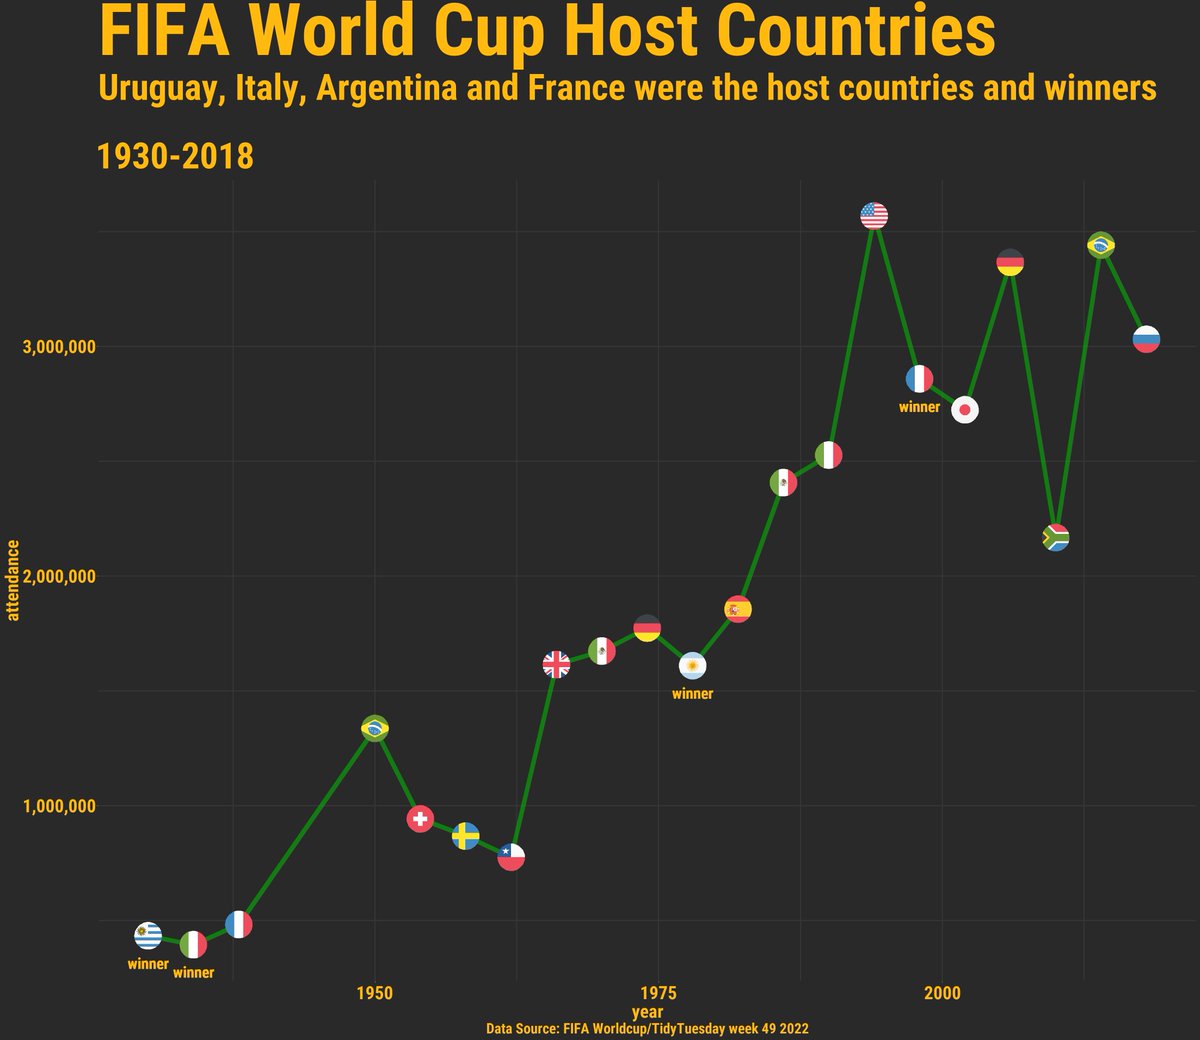 FIFA World Cup Host Countries
Uruguay, Italy, Argentina and France were the host countries and winners
1930-2018
3,000,000
winner
2,000,000
attendance
winner
1,000,000
winner
winner
1950
1975
2000
year
Data Source: FIFA Worldcup/TidyTuesday week 49 2022